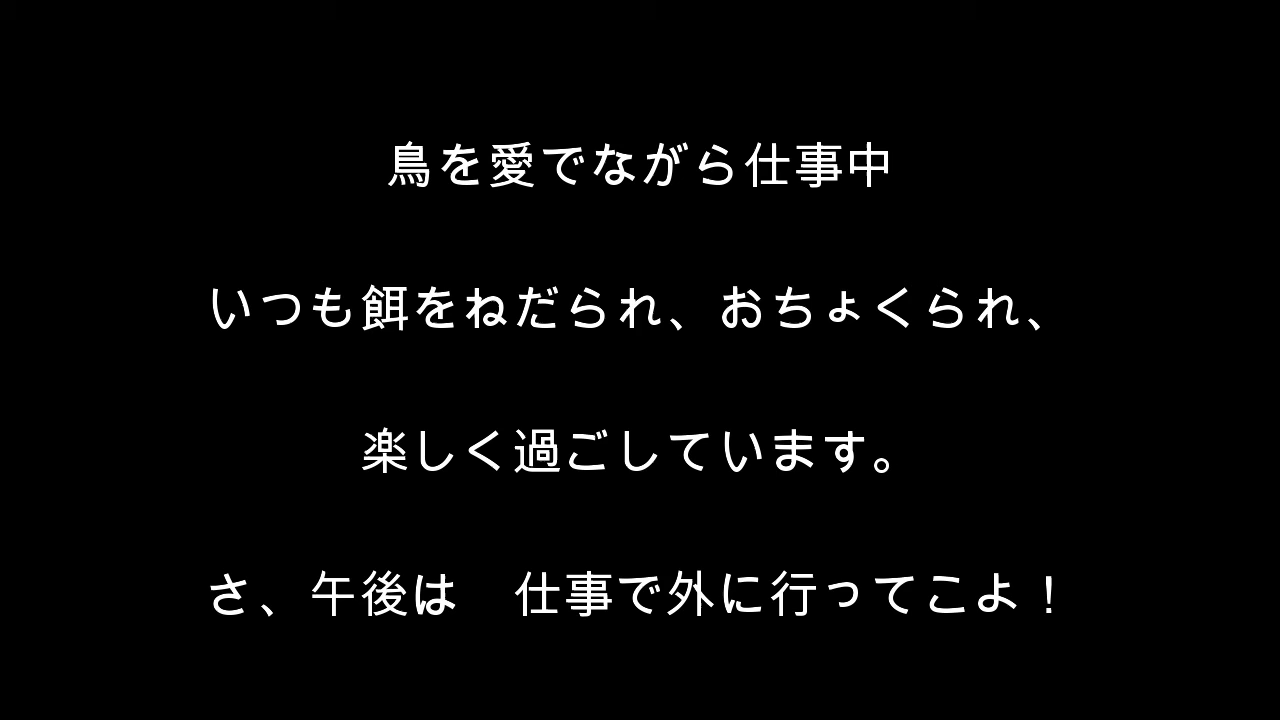 鳥を愛でながら仕事中
いつも餌をねだられ、おちょくられ、
楽しく過ごしています。
さ、午後は　仕事で外に行ってこよ！